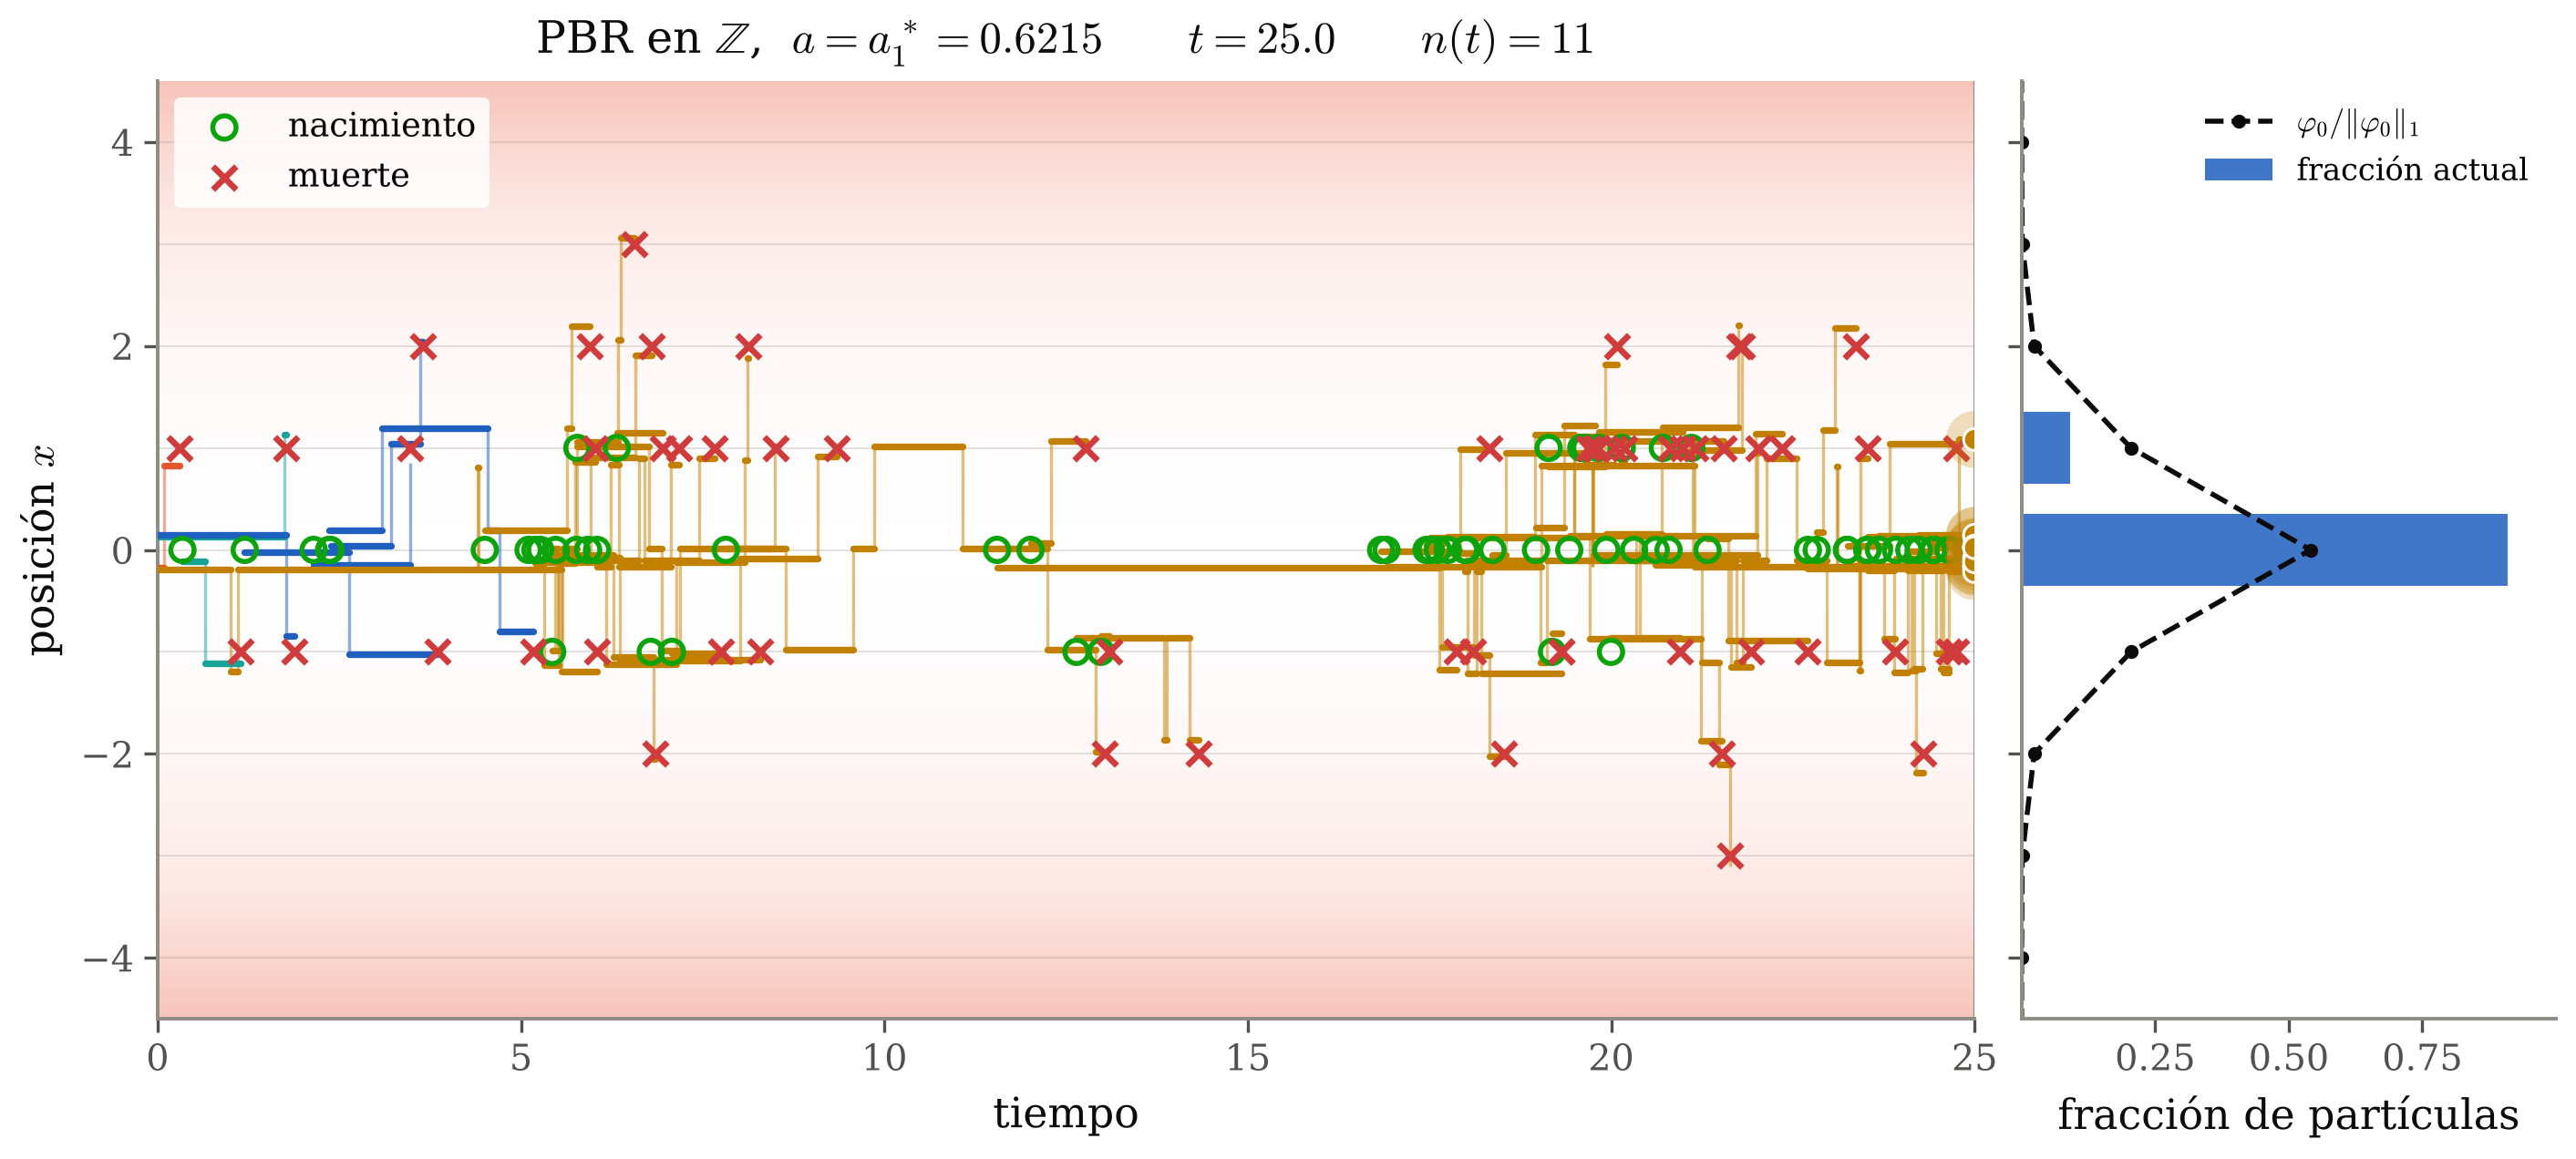 PBR en ℤ, a = a₁* = 0.6215 t = 25.0 n(t) = 11
nacimiento
muerte
φ₀/‖φ₀‖₁
fracción actual
posición x
4
2
0
−2
−4
0 5 10 15 20 25
0.25 0.50 0.75
tiempo
fracción de partículas